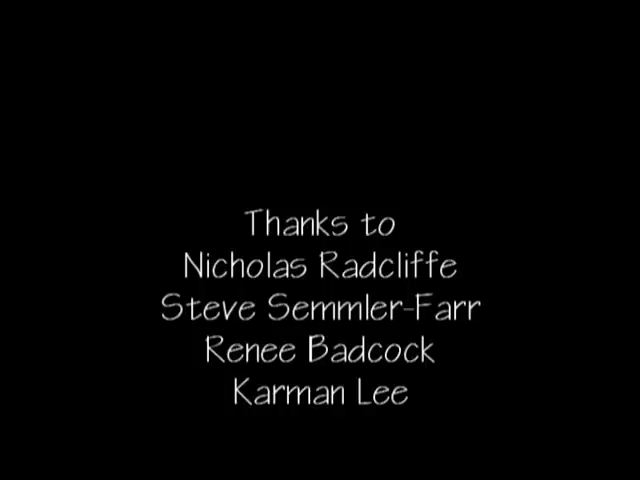 Thanks to
Nicholas Radcliffe
Steve Semmler-Farr
Renee Badcock
Karman Lee